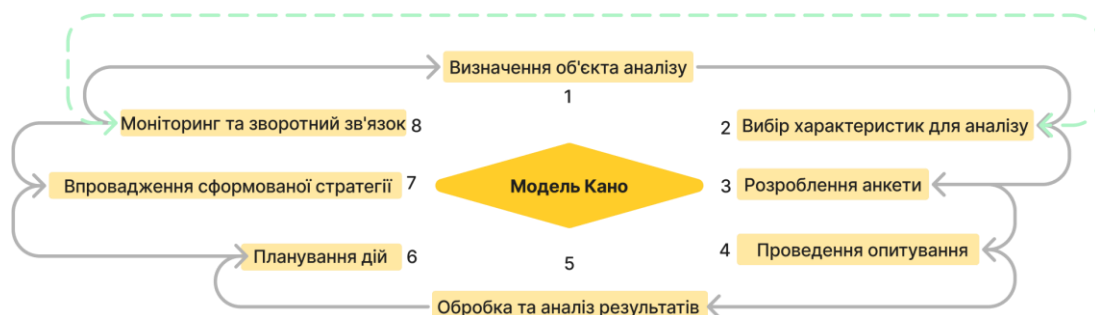 Визначення об'єкта аналізу
1
Моніторинг та зворотний зв'язок 8
2 Вибір характеристик для аналізу
Впровадження сформованої стратегії 7
Модель Кано
3 Розроблення анкети
Планування дій 6
5
4 Проведення опитування
Обробка та аналіз результатів